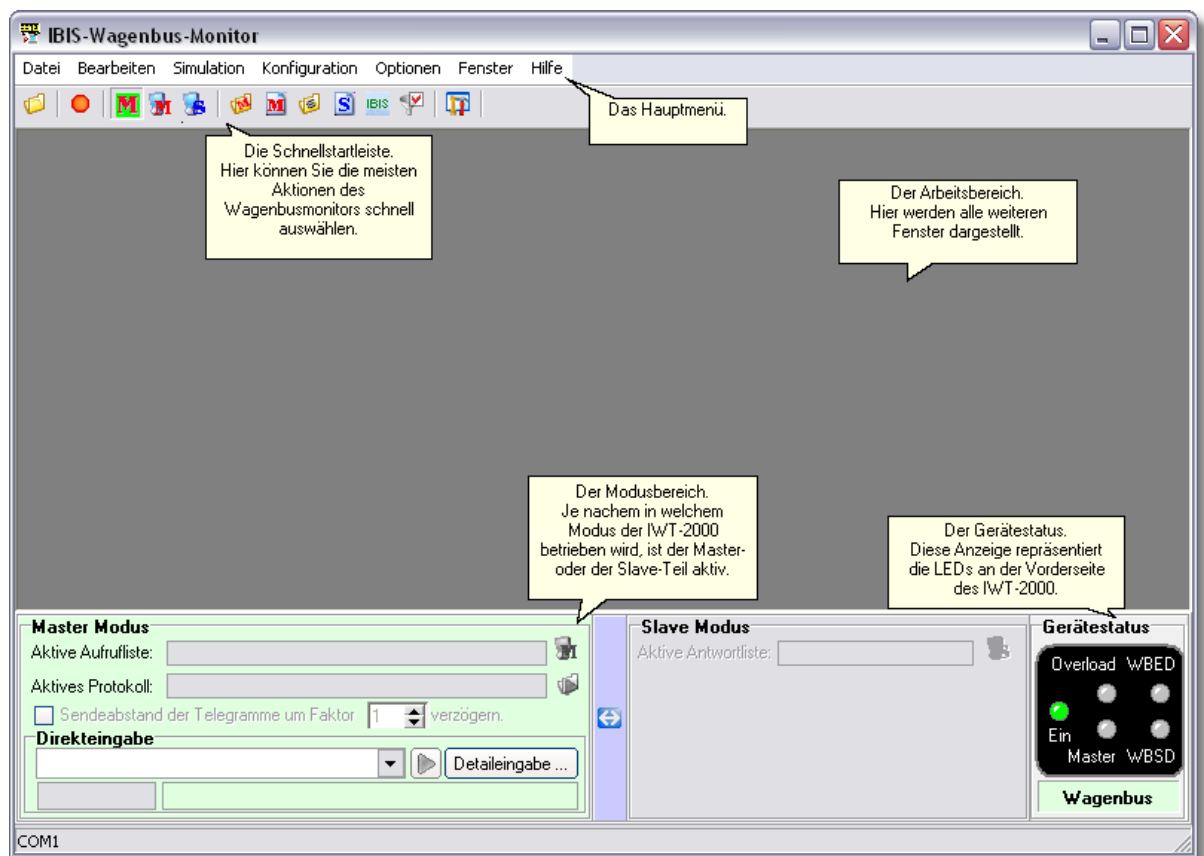 IBIS-Wagenbus-Monitor
Datei Bearbeiten Simulation Konfiguration Optionen Fenster Hilfe
M M S M M S IBIS
Das Hauptmenü.
Die Schnellstartleiste.
Hier können Sie die meisten
Aktionen des
Wagenbusmonitors schnell
auswählen.
Der Arbeitsbereich.
Hier werden alle weiteren
Fenster dargestellt.
Der Modusbereich.
Je nachem in welchem
Modus der IWT-2000
betrieben wird, ist der Master-
oder der Slave-Teil aktiv.
Der Gerätestatus.
Diese Anzeige repräsentiert
die LEDs an der Vorderseite
des IWT-2000.
Master Modus
Aktive Aufrufliste:
M
Aktives Protokoll:
Sendeabstand der Telegramme um Faktor 1 verzögern.
Direkteingabe
Detaileingabe ...
Slave Modus
Aktive Antwortliste:
S
Gerätestatus
Overload WBED
Ein
Master WBSD
Wagenbus
COM1